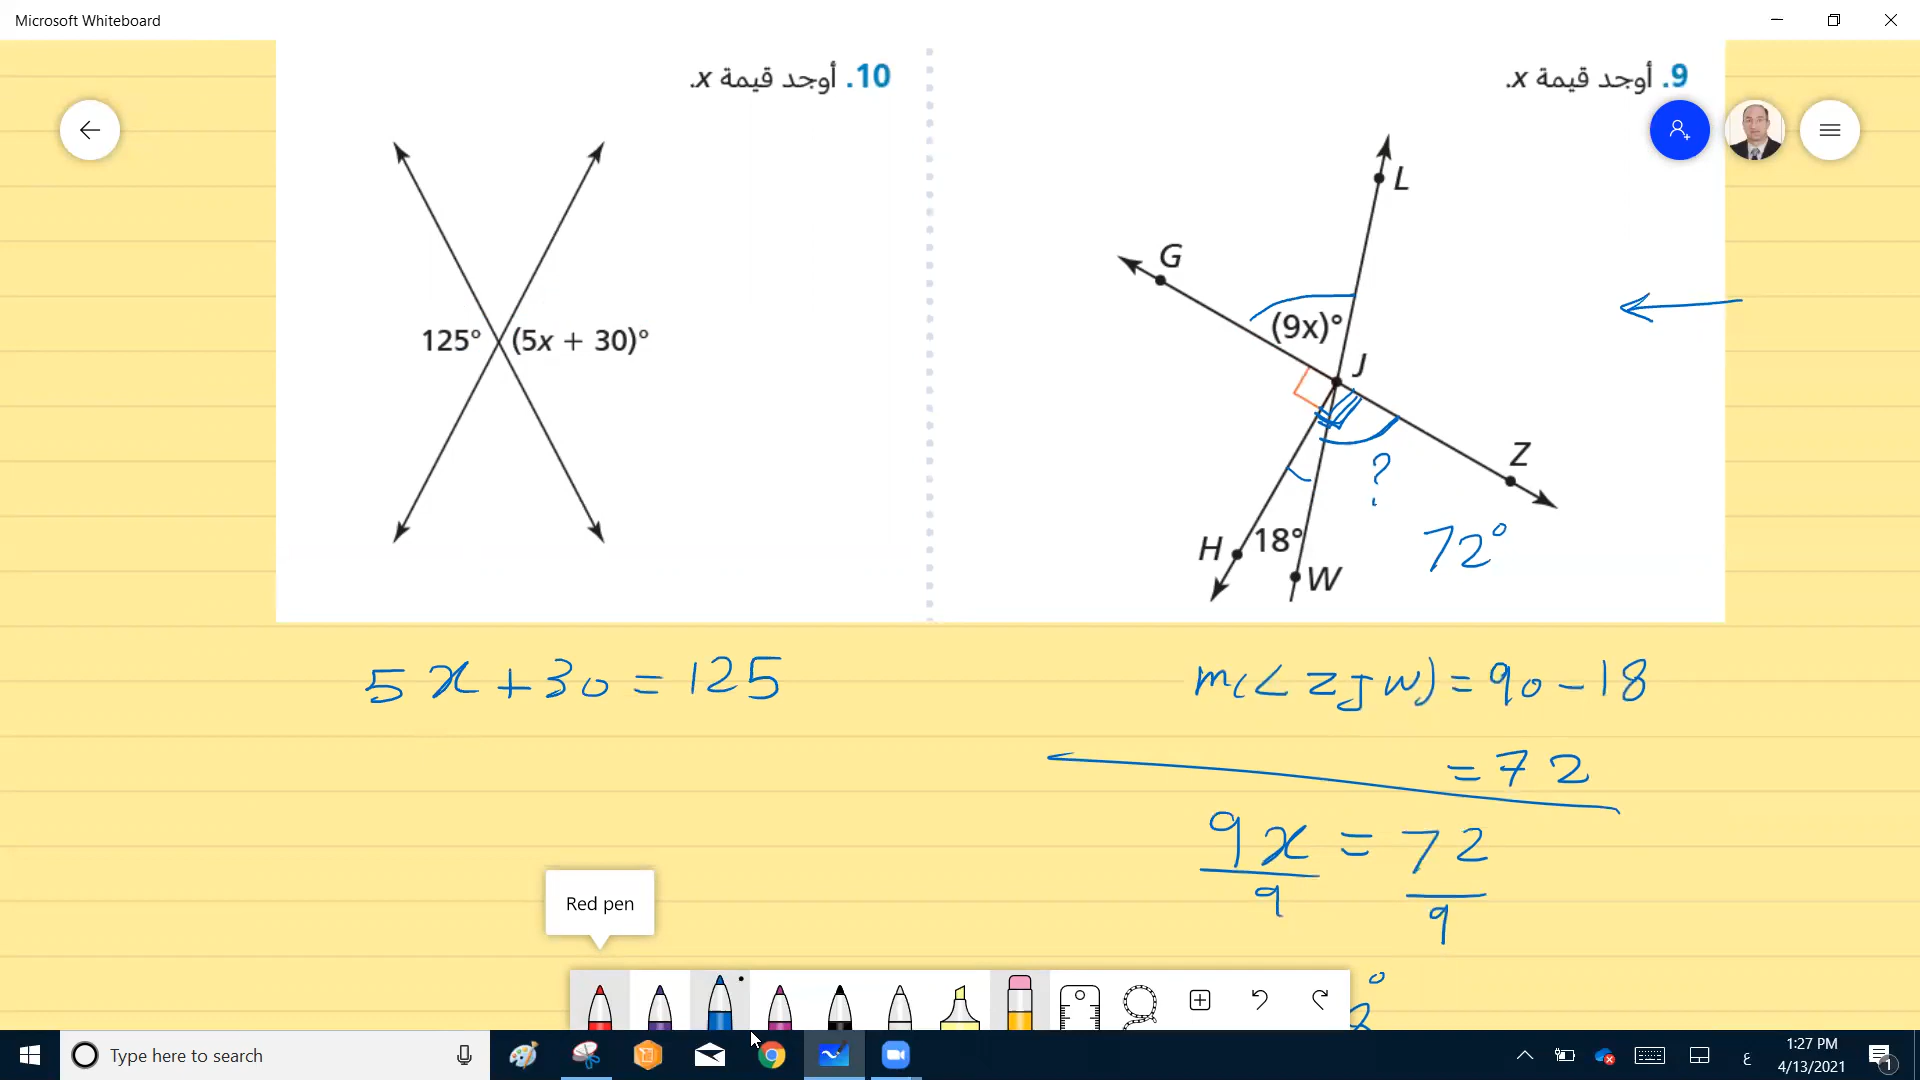 Microsoft Whiteboard
9. أوجد قيمة x.
L
G
(9x)°
J
Z
?
72°
H
18°
W
m(∠ZJW) = 90 - 18
= 72
9x = 72
9 9
10. أوجد قيمة x.
125°
(5x + 30)°
5x + 30 = 125
Red pen
Type here to search
ع
1:27 PM
4/13/2021
1